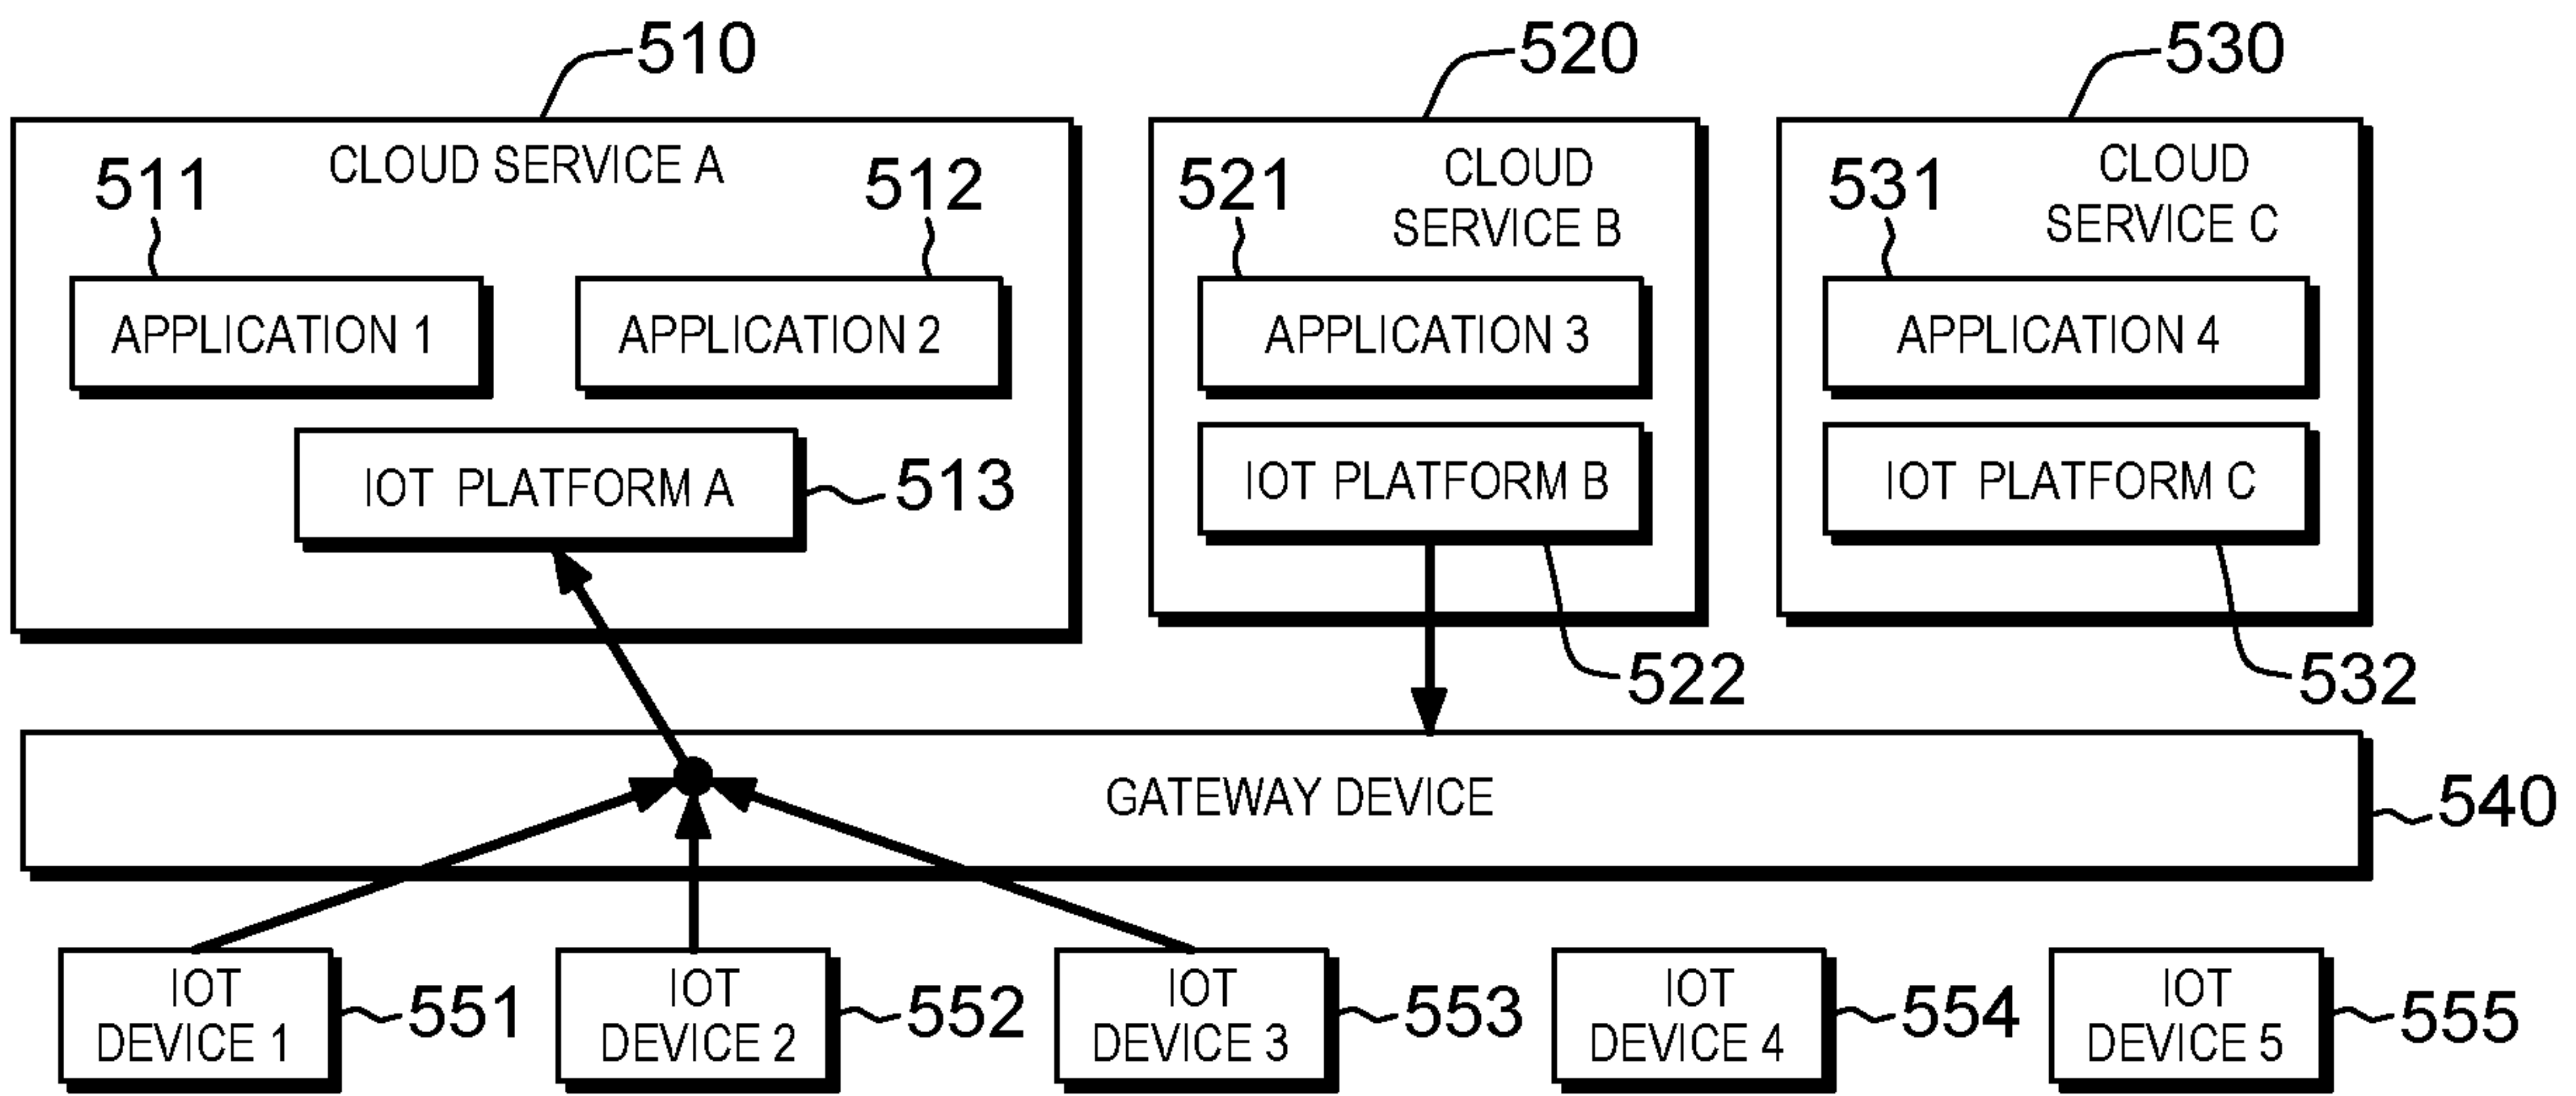 510
520
530
CLOUD SERVICE A
511
512
CLOUD
SERVICE B
521
CLOUD
SERVICE C
531
APPLICATION 1
APPLICATION 2
APPLICATION 3
APPLICATION 4
IOT PLATFORM A
513
IOT PLATFORM B
IOT PLATFORM C
522
532
GATEWAY DEVICE
540
IOT
DEVICE 1
551
IOT
DEVICE 2
552
IOT
DEVICE 3
553
IOT
DEVICE 4
554
IOT
DEVICE 5
555